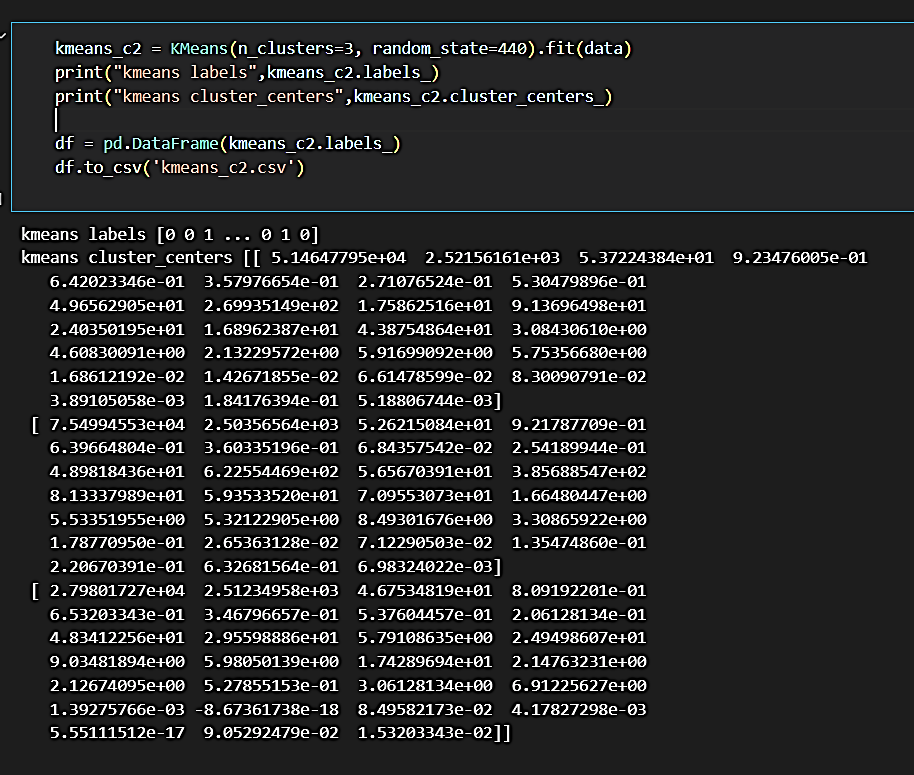 kmeans_c2 = KMeans(n_clusters=3, random_state=440).fit(data)
print("kmeans labels",kmeans_c2.labels_)
print("kmeans cluster_centers",kmeans_c2.cluster_centers_)
df = pd.DataFrame(kmeans_c2.labels_)
df.to_csv('kmeans_c2.csv')
kmeans labels [0 0 1 ... 0 1 0]
kmeans cluster_centers [[ 5.14647795e+04  2.52156161e+03  5.37224384e+01  9.23476005e-01
6.42023346e-01  3.57976654e-01  2.71076524e-01  5.30479896e-01
4.96562905e+01  2.69935149e+02  1.75862516e+01  9.13696498e+01
2.40350195e+01  1.68962387e+01  4.38754864e+01  3.08430610e+00
4.60830091e+00  2.13229572e+00  5.91699092e+00  5.75356680e+00
1.68612192e-02  1.42671855e-02  6.61478599e-02  8.30090791e-02
3.89105058e-03  1.84176394e-01  5.18806744e-03]
[ 7.54994553e+04  2.50356564e+03  5.26215084e+01  9.21787709e-01
6.39664804e-01  3.60335196e-01  6.84357542e-02  2.54189944e-01
4.89818436e+01  6.22554469e+02  5.65670391e+01  3.85688547e+02
8.13337989e+01  5.93533520e+01  7.09553073e+01  1.66480447e+00
5.53351955e+00  5.32122905e+00  8.49301676e+00  3.30865922e+00
1.78770950e-01  2.65363128e-02  7.12290503e-02  1.35474860e-01
2.20670391e-01  6.32681564e-01  6.98324022e-03]
[ 2.79801727e+04  2.51234958e+03  4.67534819e+01  8.09192201e-01
6.53203343e-01  3.46796657e-01  5.37604457e-01  2.06128134e-01
4.83412256e+01  2.95598886e+01  5.79108635e+00  2.49498607e+01
9.03481894e+00  5.98050139e+00  1.74289694e+01  2.14763231e+00
2.12674095e+00  5.27855153e-01  3.06128134e+00  6.91225627e+00
1.39275766e-03 -8.67361738e-18  8.49582173e-02  4.17827298e-03
5.55111512e-17  9.05292479e-02  1.53203343e-02]]